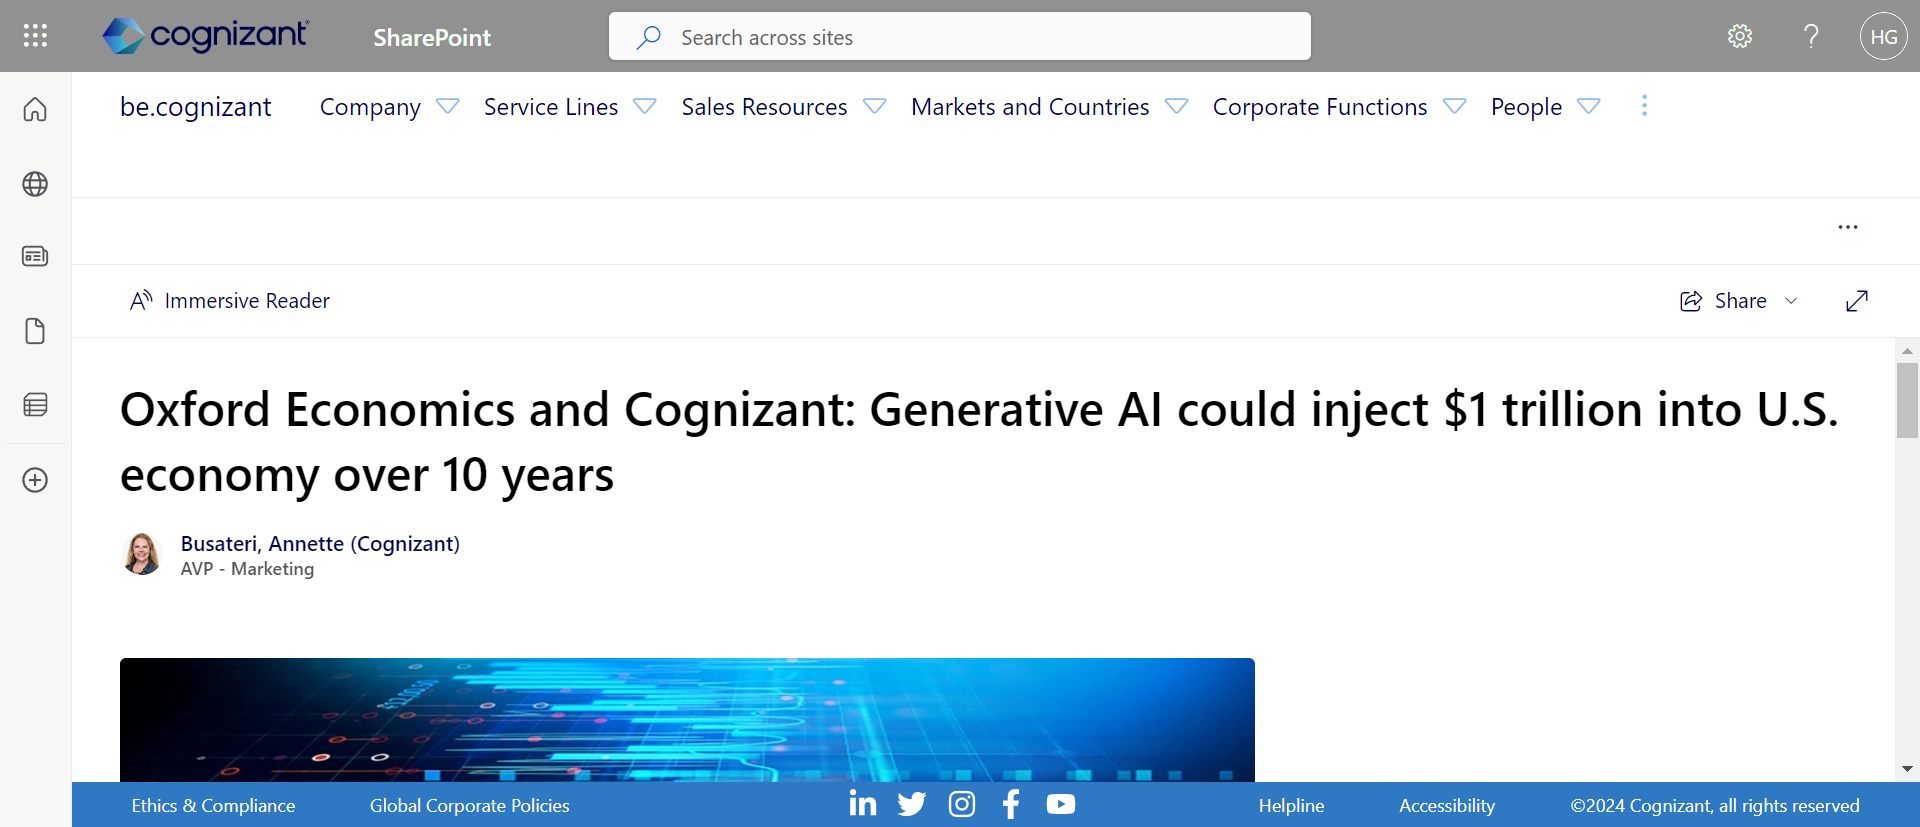 cognizant
SharePoint
Search across sites
HG
be.cognizant
Company
Service Lines
Sales Resources
Markets and Countries
Corporate Functions
People
Immersive Reader
Share
Oxford Economics and Cognizant: Generative AI could inject $1 trillion into U.S.
economy over 10 years
Busateri, Annette (Cognizant)
AVP - Marketing
Ethics & Compliance
Global Corporate Policies
Helpline
Accessibility
©2024 Cognizant, all rights reserved